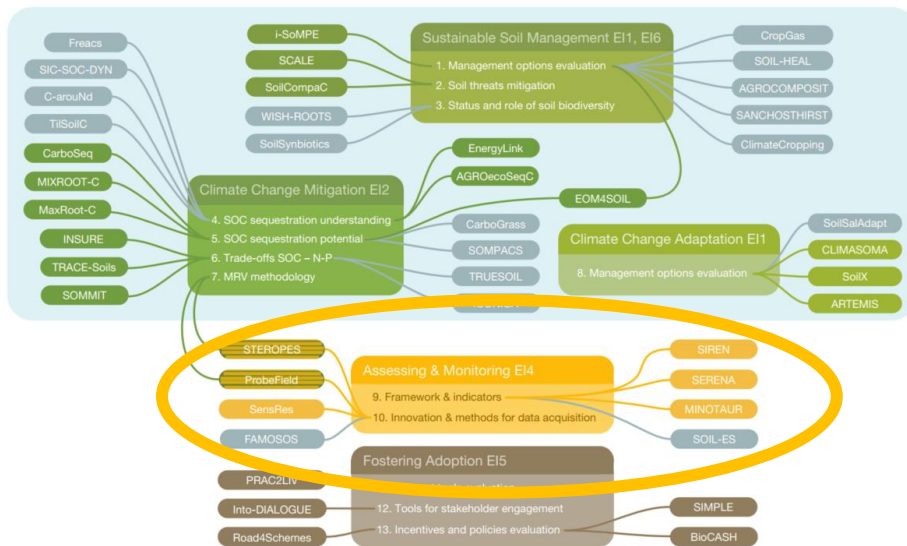 Freacs
SIC-SOC-DYN
C-arouNd
TilSoilC
CarboSeq
MIXROOT-C
MaxRoot-C
INSURE
TRACE-Soils
SOMMIT
i-SoMPE
SCALE
SoilCompaC
WISH-ROOTS
SoilSynbiotics
Sustainable Soil Management EI1, EI6
1. Management options evaluation
2. Soil threats mitigation
3. Status and role of soil biodiversity
CropGas
SOIL-HEAL
AGROCOMPOSIT
SANCHOSTHIRST
ClimateCropping
EnergyLink
AGROecoSeqC
EOM4SOIL
Climate Change Mitigation EI2
4. SOC sequestration understanding
5. SOC sequestration potential
6. Trade-offs SOC – N-P
7. MRV methodology
CarboGrass
SOMPACS
TRUESOIL
Climate Change Adaptation EI1
8. Management options evaluation
SoilSalAdapt
CLIMASOMA
SoilX
ARTEMIS
STEROPES
ProbeField
SensRes
FAMOSOS
Assessing & Monitoring EI4
9. Framework & indicators
10. Innovation & methods for data acquisition
SIREN
SERENA
MINOTAUR
SOIL-ES
Fostering Adoption EI5
12. Tools for stakeholder engagement
13. Incentives and policies evaluation
PRAC2LIV
Into-DIALOGUE
Road4Schemes
SIMPLE
BioCASH